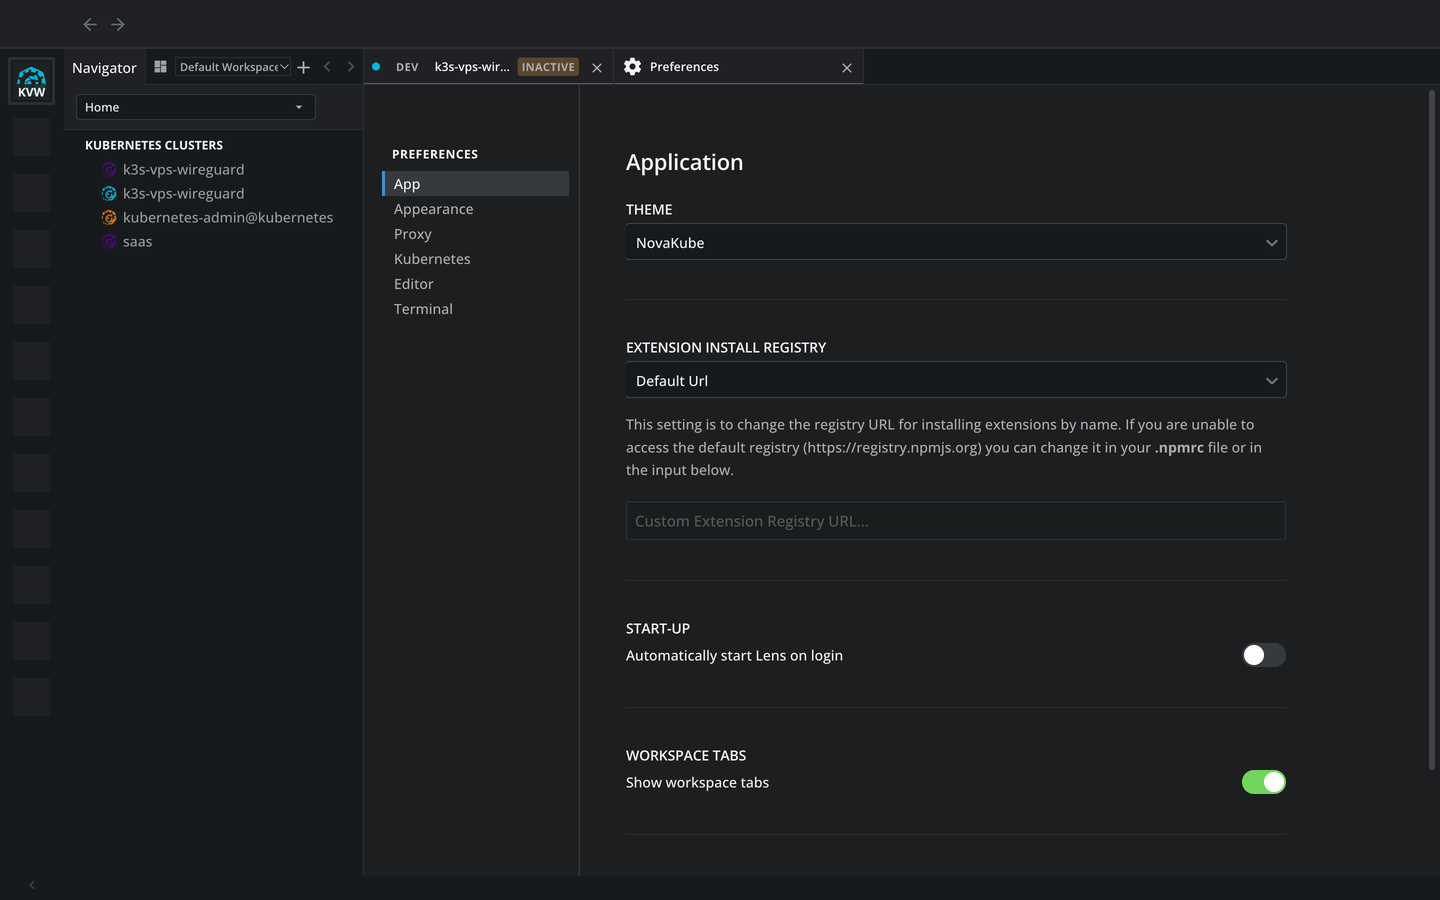 KVW
Navigator
Default Workspace
DEV
k3s-vps-wir...
INACTIVE
Preferences
Home
KUBERNETES CLUSTERS
k3s-vps-wireguard
k3s-vps-wireguard
kubernetes-admin@kubernetes
saas
PREFERENCES
App
Appearance
Proxy
Kubernetes
Editor
Terminal
Application
THEME
NovaKube
EXTENSION INSTALL REGISTRY
Default Url
This setting is to change the registry URL for installing extensions by name. If you are unable to
access the default registry (https://registry.npmjs.org) you can change it in your .npmrc file or in
the input below.
Custom Extension Registry URL...
START-UP
Automatically start Lens on login
WORKSPACE TABS
Show workspace tabs